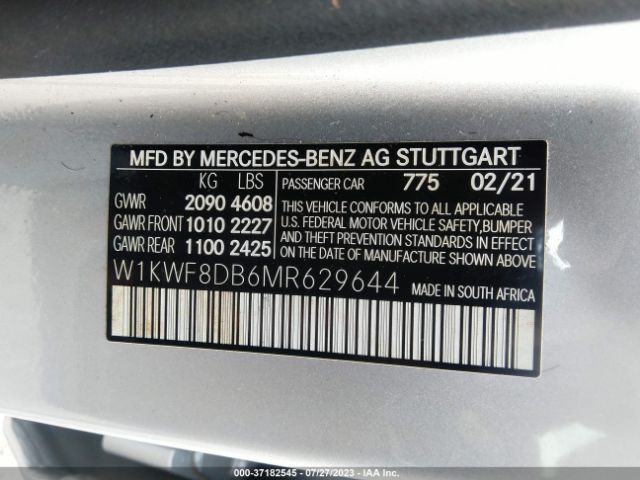 MFD BY MERCEDES-BENZ AG STUTTGART
KG LBS
GVWR 2090 4608
GAWR FRONT 1010 2227
GAWR REAR 1100 2425
PASSENGER CAR 775 02/21
THIS VEHICLE CONFORMS TO ALL APPLICABLE
U.S. FEDERAL MOTOR VEHICLE SAFETY, BUMPER
AND THEFT PREVENTION STANDARDS IN EFFECT
ON THE DATE OF MANUFACTURE SHOWN ABOVE.
W1KWF8DB6MR629644 MADE IN SOUTH AFRICA
000-37182545 - 07/27/2023 - IAA Inc.